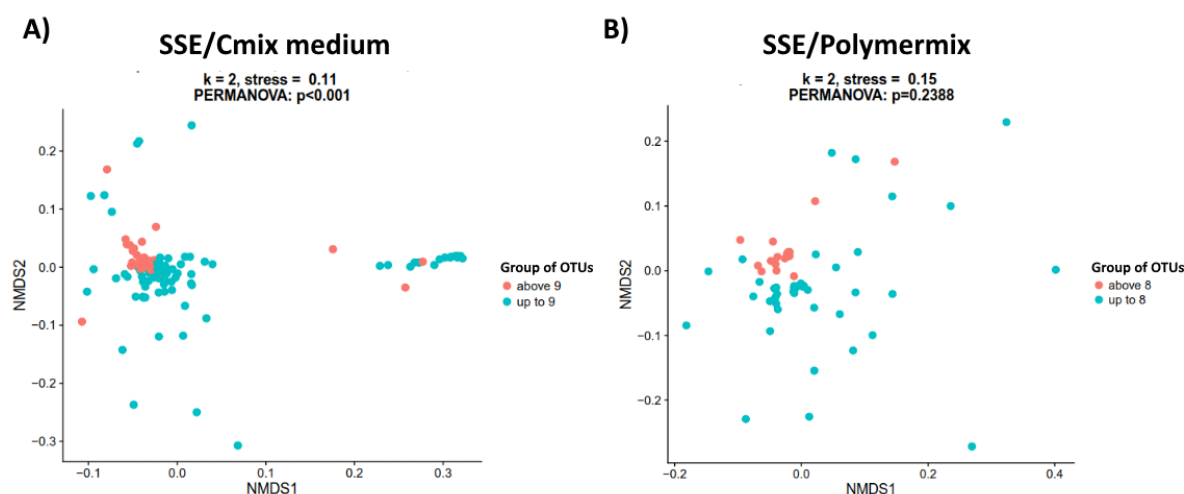 A)
SSE/Cmix medium
k = 2, stress = 0.11
PERMANOVA: p<0.001
NMDS2
0.2
0.1
0.0
−0.1
−0.2
−0.3
−0.1
0.0
0.1
0.2
0.3
NMDS1
Group of OTUs
above 9
up to 9
B)
SSE/Polymermix
k = 2, stress = 0.15
PERMANOVA: p=0.2388
NMDS2
0.2
0.1
0.0
−0.1
−0.2
−0.2
0.0
0.2
0.4
NMDS1
Group of OTUs
above 8
up to 8